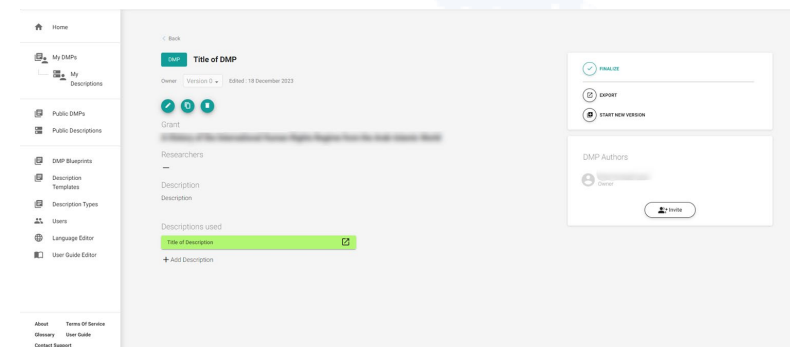 Home
My DMPs
My
Descriptions
Public DMPs
Public Descriptions
DMP Blueprints
Description
Templates
Description Types
Users
Language Editor
User Guide Editor
About Terms Of Service
Glossary User Guide
Contact Support
Back
DMP Title of DMP
Owner Version 0 Edited : 18 December 2023
Grant
Researchers
—
Description
Description
Descriptions used
Title of Description
+ Add Description
FINALIZE
EXPORT
START NEW VERSION
DMP Authors
Owner
Invite